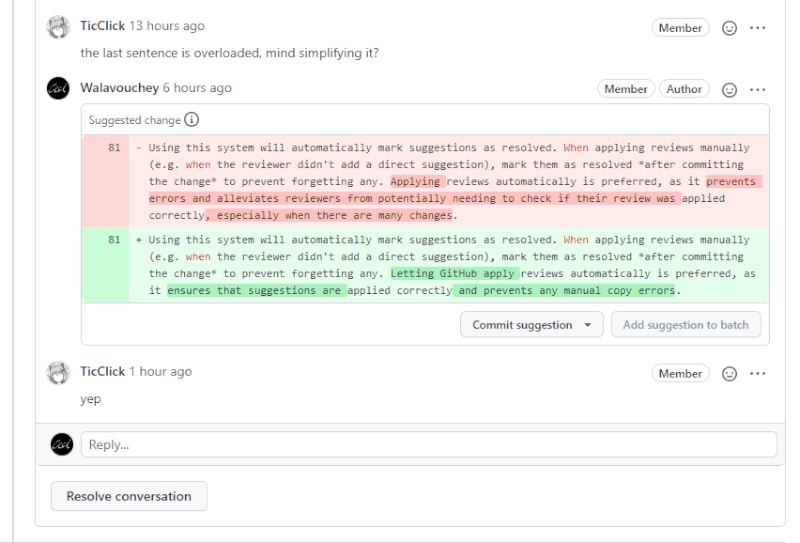 TicClick 13 hours ago
Member
the last sentence is overloaded, mind simplifying it?
Walavouchey 6 hours ago
Member
Author
Suggested change
81 - Using this system will automatically mark suggestions as resolved. When applying reviews manually
(e.g. when the reviewer didn't add a direct suggestion), mark them as resolved *after committing
the change* to prevent forgetting any. Applying reviews automatically is preferred, as it prevents
errors and alleviates reviewers from potentially needing to check if their review was applied
correctly, especially when there are many changes.
81 + Using this system will automatically mark suggestions as resolved. When applying reviews manually
(e.g. when the reviewer didn't add a direct suggestion), mark them as resolved *after committing
the change* to prevent forgetting any. Letting GitHub apply reviews automatically is preferred, as
it ensures that suggestions are applied correctly and prevents any manual copy errors.
Commit suggestion
Add suggestion to batch
TicClick 1 hour ago
Member
yep
Reply...
Resolve conversation